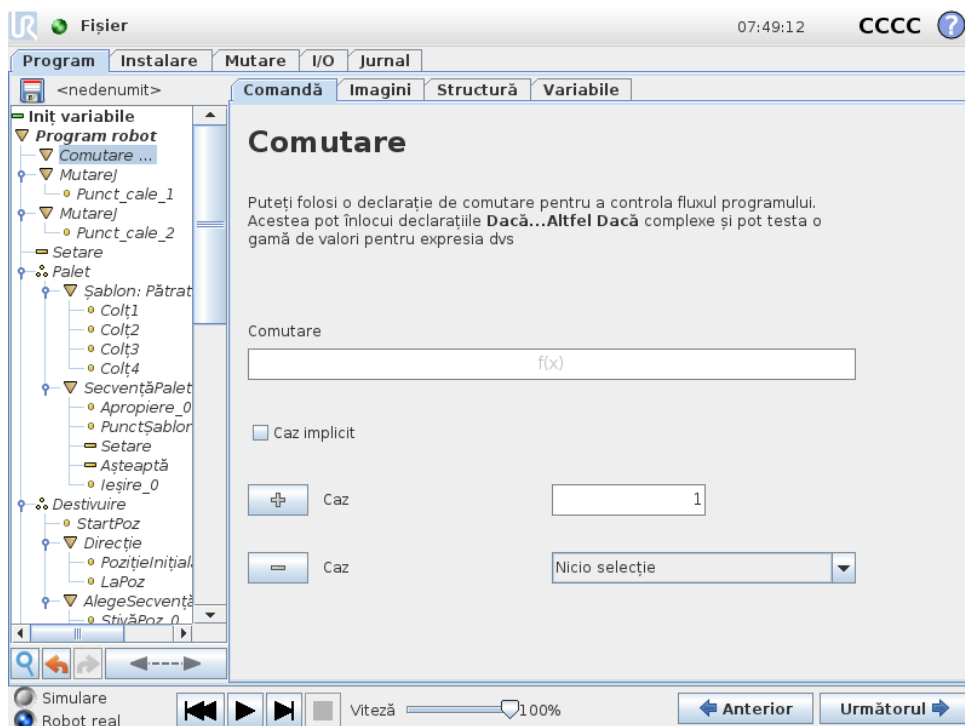 UR Fișier 07:49:12 CCCC ?
Program Instalare Mutare I/O Jurnal
<nedenumit>
Comandă Imagini Structură Variabile
Iniț variabile
Program robot
Comutare ...
MutareJ
Punct_cale_1
MutareJ
Punct_cale_2
Setare
Palet
Șablon: Pătrat
Colț1
Colț2
Colț3
Colț4
SecvențăPalet
Apropiere_0
PunctȘablon
Setare
Așteaptă
Ieșire_0
Destivuire
StartPoz
Direcție
PozițieInițial
LaPoz
AlegeSecvență
StivăPoz_0
Comutare
Puteți folosi o declarație de comutare pentru a controla fluxul programului.
Acestea pot înlocui declarațiile Dacă...Altfel Dacă complexe și pot testa o
gamă de valori pentru expresia dvs
Comutare
f(x)
Caz implicit
Caz 1
Caz Nicio selecție
Simulare
Robot real
Viteză 100%
Anterior Următorul